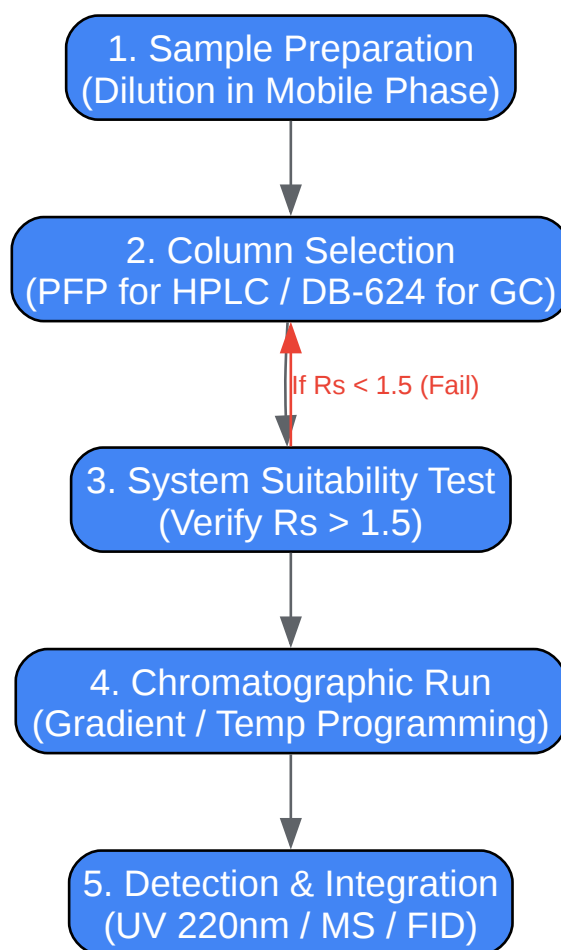 1. Sample Preparation
(Dilution in Mobile Phase)
2. Column Selection
(PFP for HPLC / DB-624 for GC)
If Rs < 1.5 (Fail)
3. System Suitability Test
(Verify Rs > 1.5)
4. Chromatographic Run
(Gradient / Temp Programming)
5. Detection & Integration
(UV 220nm / MS / FID)